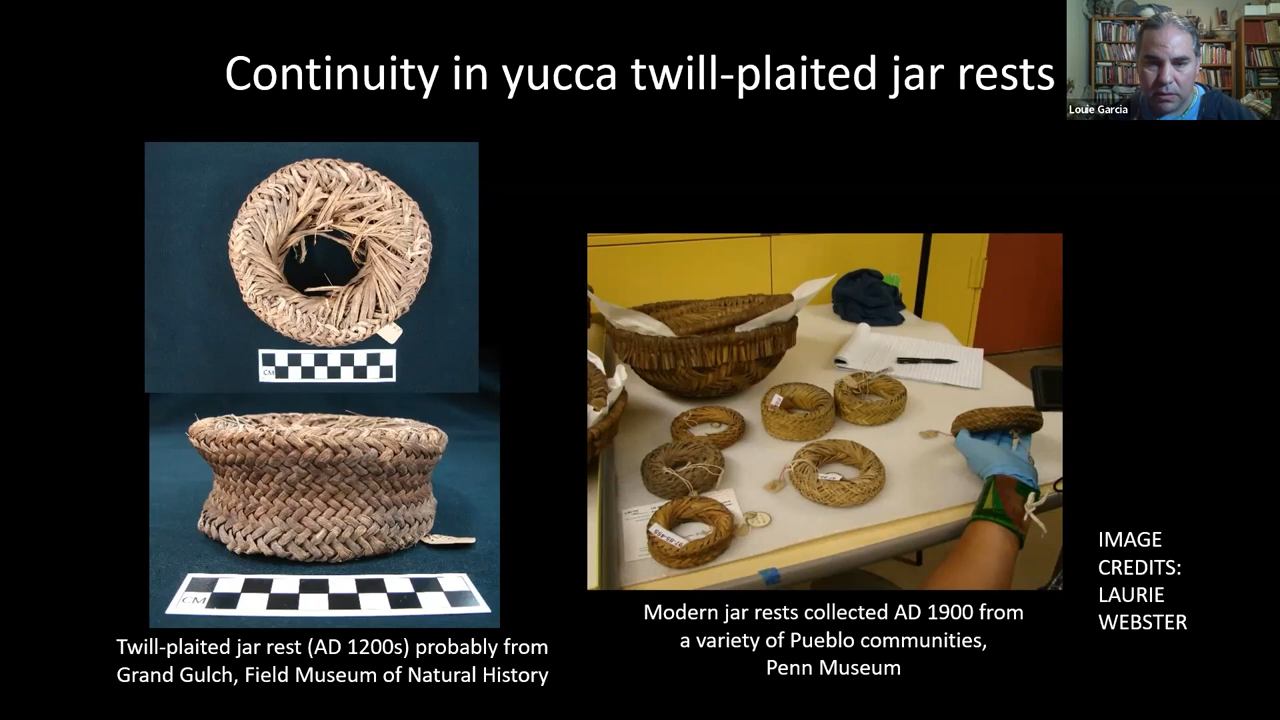 Continuity in yucca twill-plaited jar rests
Louie Garcia
CM
CM
Twill-plaited jar rest (AD 1200s) probably from
Grand Gulch, Field Museum of Natural History
Modern jar rests collected AD 1900 from
a variety of Pueblo communities,
Penn Museum
IMAGE
CREDITS:
LAURIE
WEBSTER